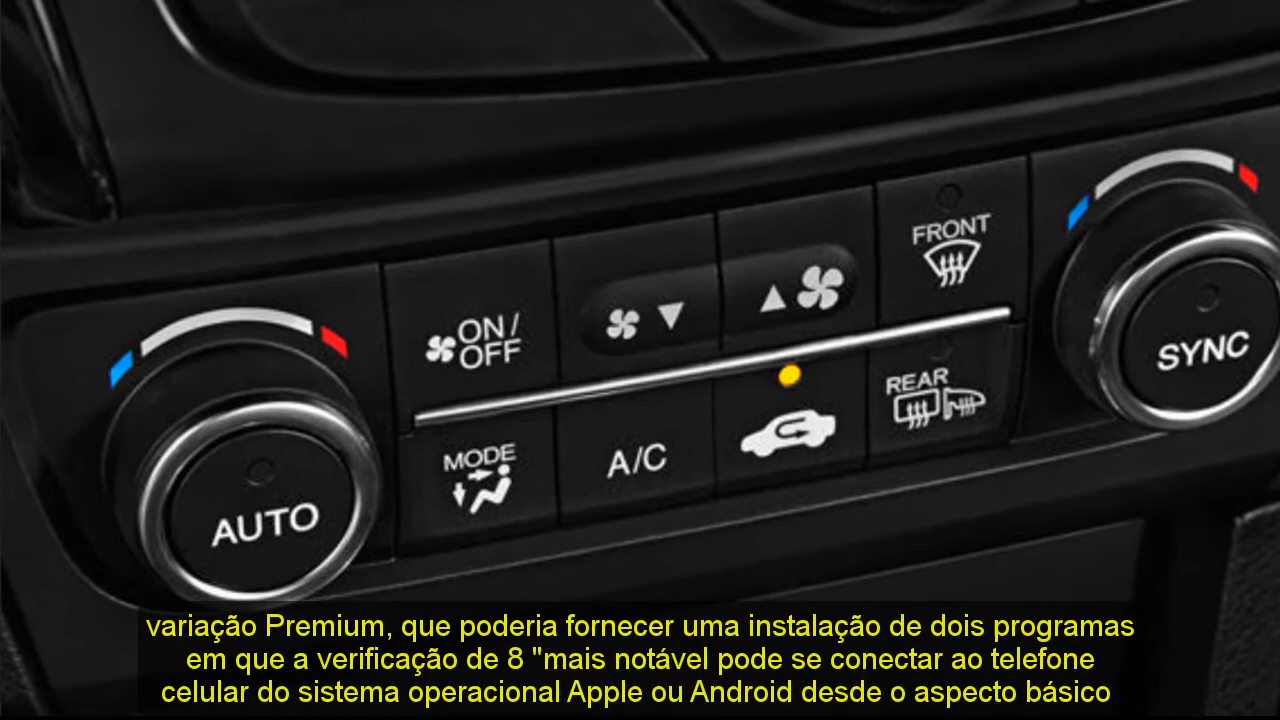 FRONT
ON /
OFF
SYNC
REAR
MODE
A/C
AUTO
variação Premium, que poderia fornecer uma instalação de dois programas
em que a verificação de 8 "mais notável pode se conectar ao telefone
celular do sistema operacional Apple ou Android desde o aspecto básico